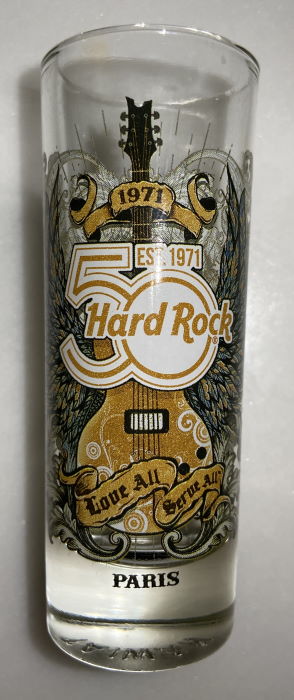 1971
50
EST. 1971
Hard Rock
Love All
Serve All
PARIS